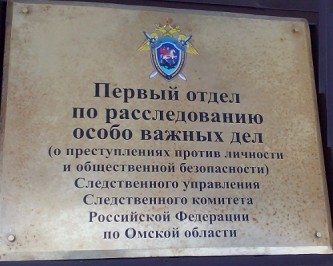 Первый отдел
по расследованию
особо важных дел
(о преступлениях против личности
и общественной безопасности)
Следственного управления
Следственного комитета
Российской Федерации
по Омской области